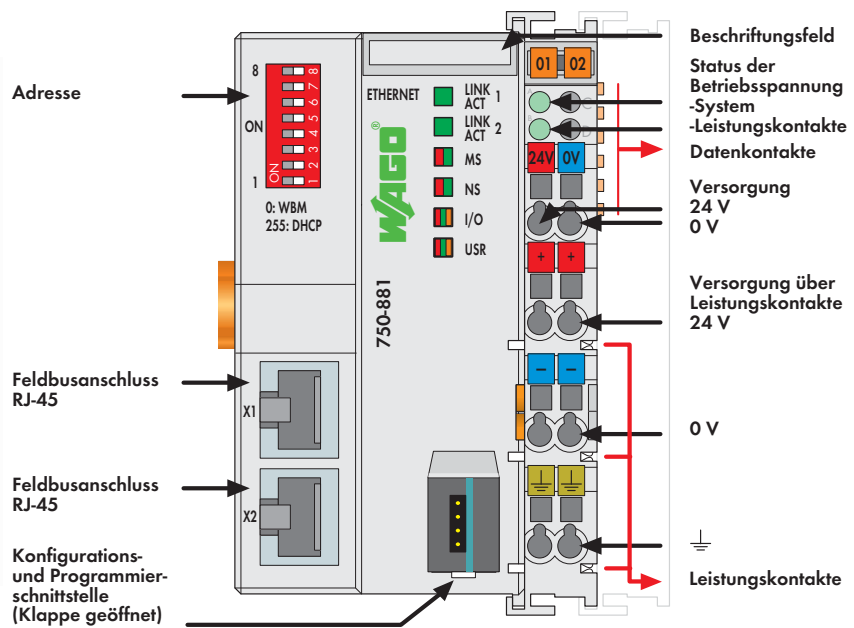 Adresse
Feldbusanschluss
RJ-45
Feldbusanschluss
RJ-45
Konfigurations-
und Programmier-
schnittstelle
(Klappe geöffnet)
8
ON
1
ON
8
7
6
5
4
3
2
1
0: WBM
255: DHCP
X1
X2
ETHERNET
LINK
ACT 1
LINK
ACT 2
MS
NS
I/O
USR
WAGO®
750-881
01 02
A
C
B
D
24V 0V
+ +
− −
Beschriftungsfeld
Status der
Betriebsspannung
-System
-Leistungskontakte
Datenkontakte
Versorgung
24 V
0 V
Versorgung über
Leistungskontakte
24 V
0 V
Leistungskontakte